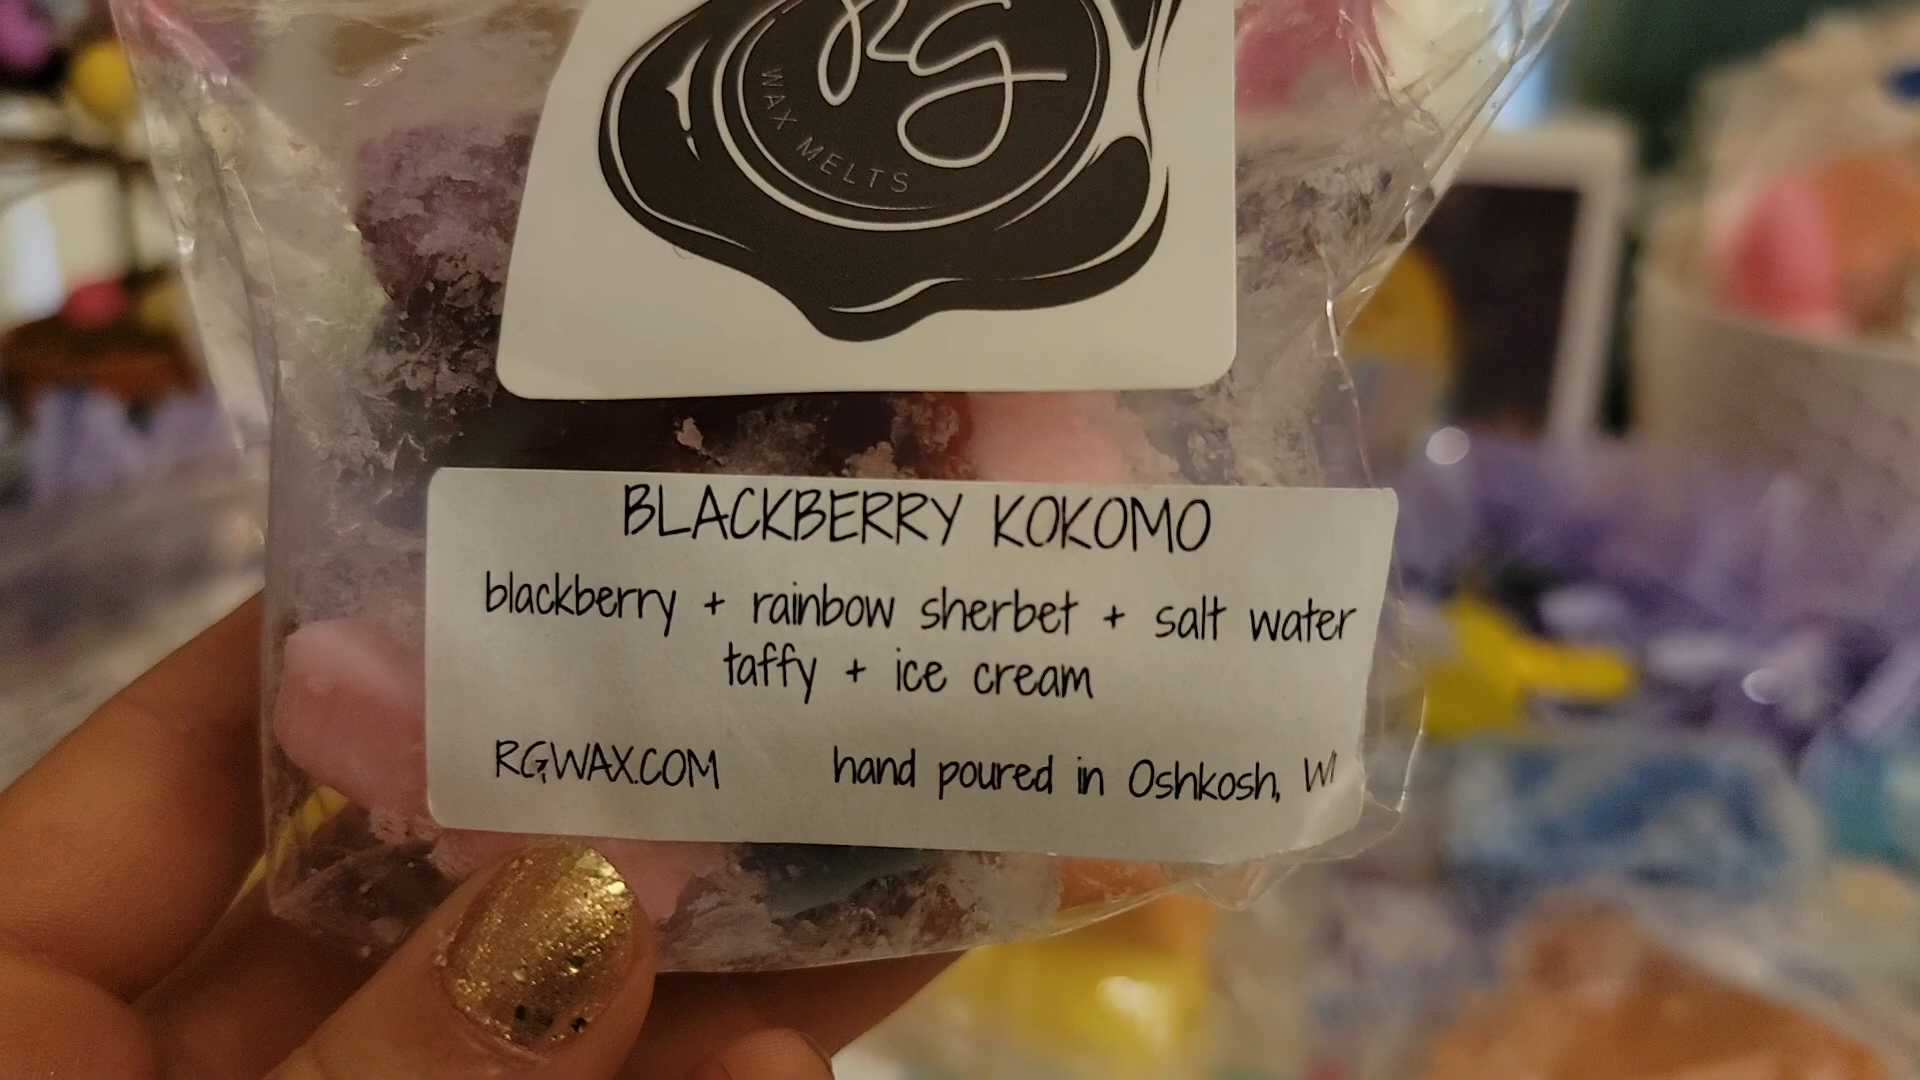 RG
WAX MELTS
BLACKBERRY KOKOMO
blackberry + rainbow sherbet + salt water
taffy + ice cream
RGWAX.COM hand poured in Oshkosh, WI